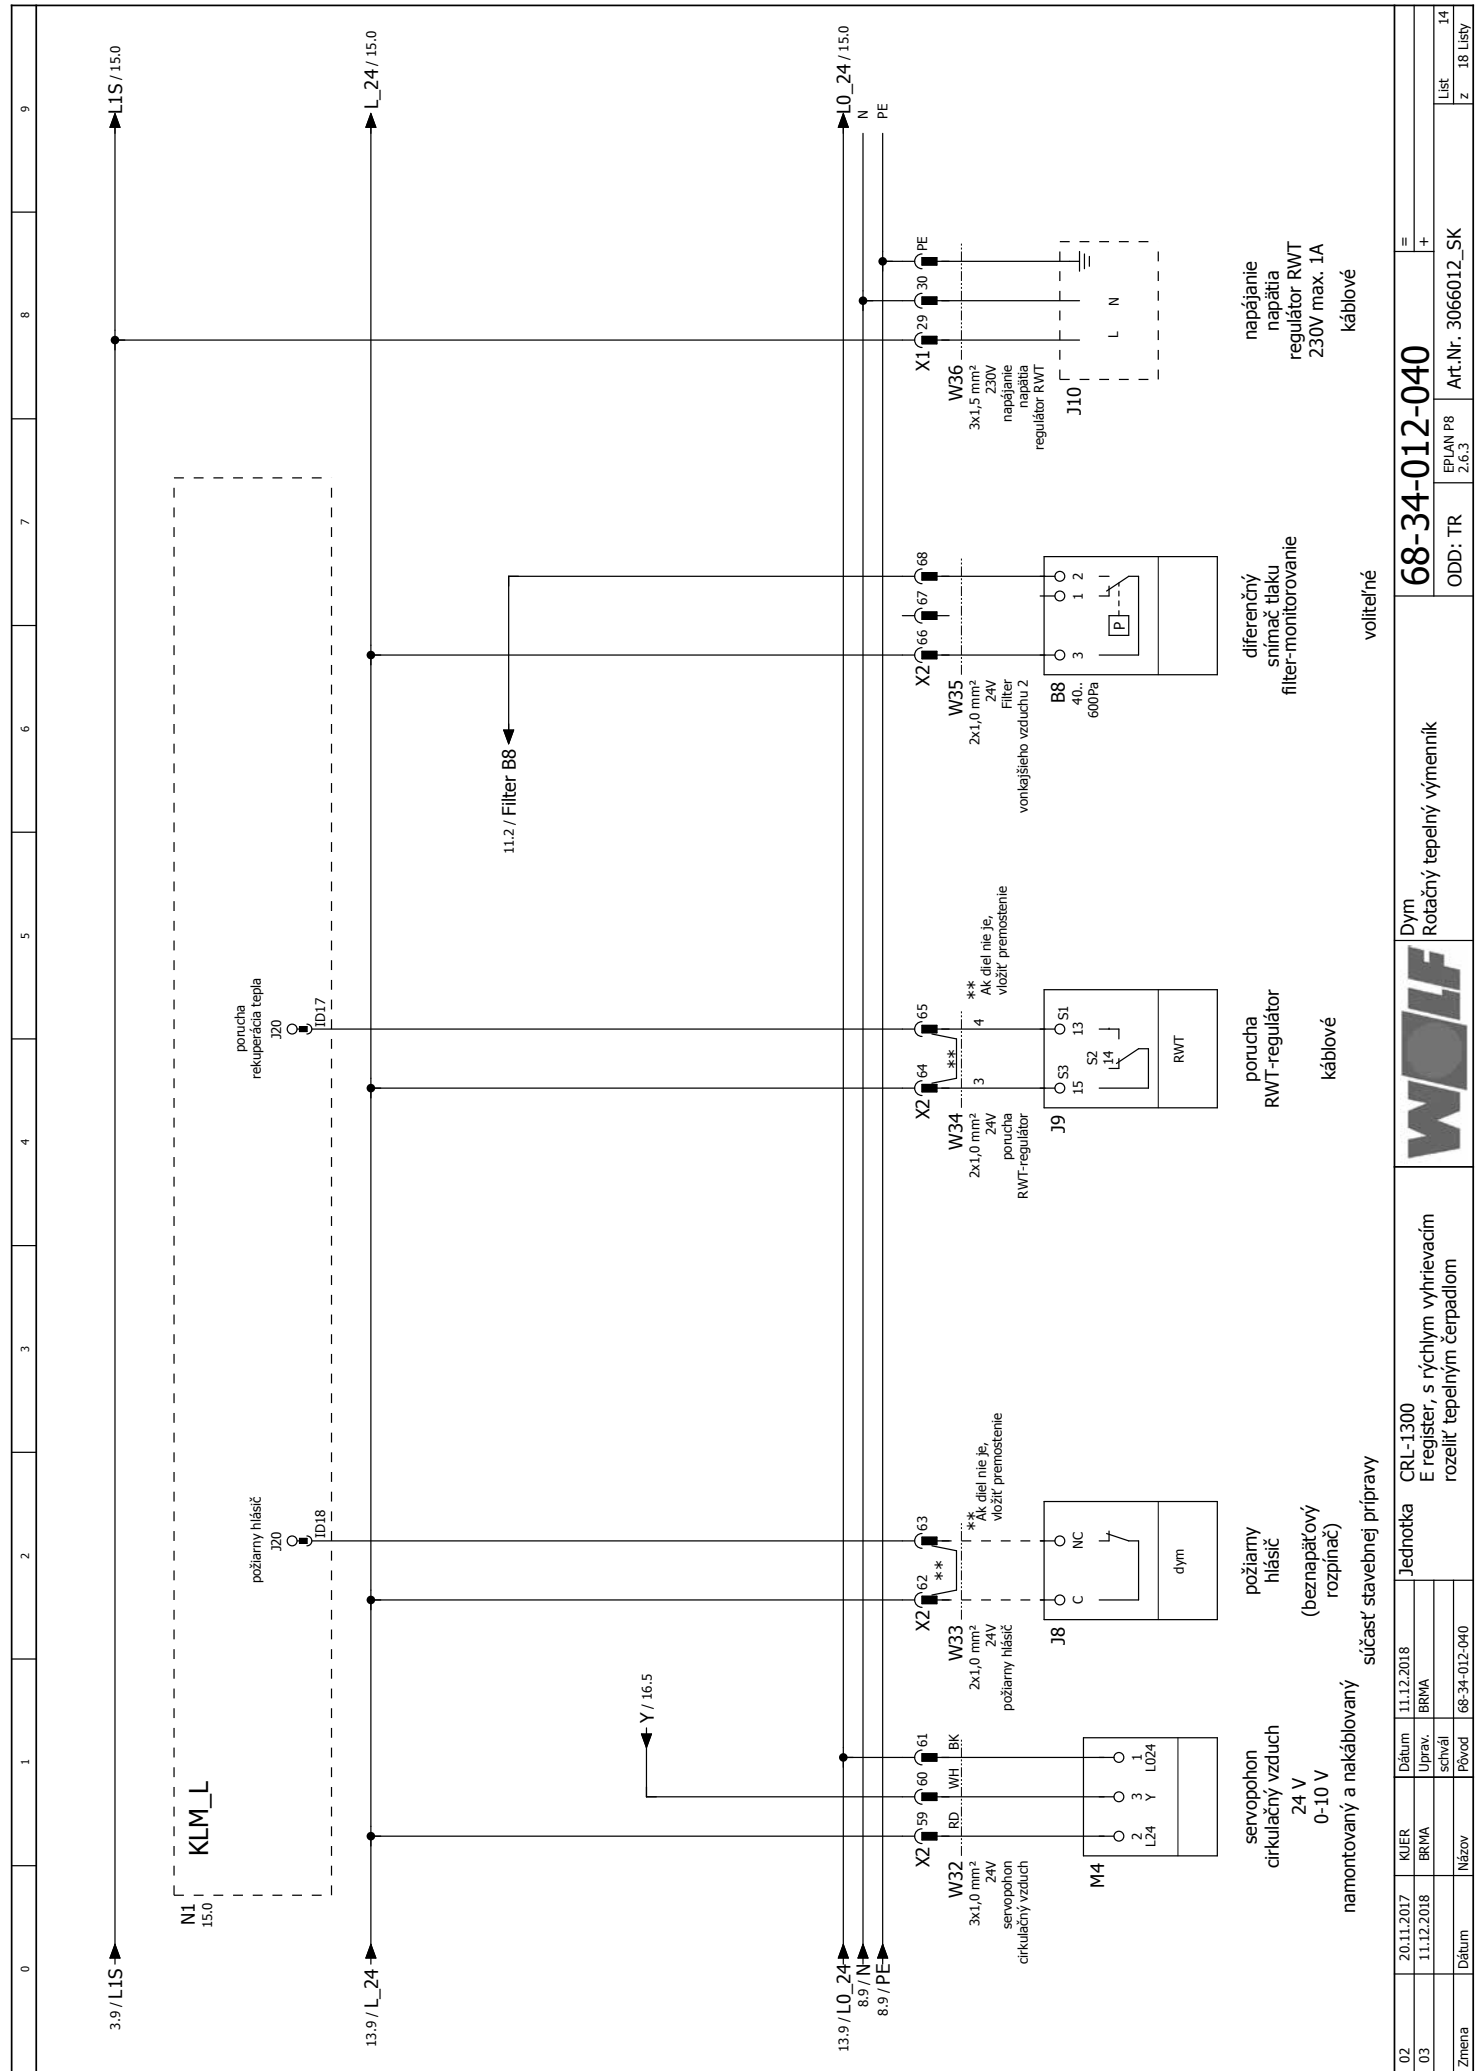 0
1
2
3
4
5
6
7
8
9
3.9 / L1S
L1S / 15.0
N1
15.0
KLM_L
požiarny hlásič
J20
ID18
porucha
rekuperácia tepla
J20
ID17
13.9 / L_24
L_24 / 15.0
11.2 / Filter B8
Y / 16.5
13.9 / L0_24
L0_24 / 15.0
8.9 / N
N
8.9 / PE
PE
X2
59
60
61
W32
RD
WH
BK
3x1,0 mm²
24V
servopohon
cirkulačný vzduch
M4
2
3
1
L24
Y
L024
servopohon
cirkulačný vzduch
24 V
0-10 V
namontovaný a nakáblovaný
X2
62
63
**
W33
2x1,0 mm²
24V
požiarny hlásič
**
Ak diel nie je,
vložiť premostenie
J8
C
NC
dym
požiarny
hlásič
(beznapäťový
rozpínač)
súčasť stavebnej prípravy
X2
64
65
**
W34
3
4
2x1,0 mm²
24V
porucha
RWT-regulátor
**
Ak diel nie je,
vložiť premostenie
J9
S3
S1
15
13
S2
14
RWT
porucha
RWT-regulátor
káblové
X2
66
67
68
W35
2x1,0 mm²
24V
Filter
vonkajšieho vzduchu 2
B8
40..
600Pa
3
1
2
P
diferenčný
snímač tlaku
filter-monitorovanie
voliteľné
X1
29
30
PE
W36
3x1,5 mm²
230V
napájanie
napätia
regulátor RWT
J10
L
N
napájanie
napätia
regulátor RWT
230V max. 1A
káblové
02
20.11.2017
KUER
Dátum
11.12.2018
03
11.12.2018
BRMA
Uprav.
BRMA
schvál
Zmena
Dátum
Názov
Pôvod
68-34-012-040
Jednotka
CRL-1300
E register, s rýchlym vyhrievacím
rozeliť tepelným čerpadlom
WOLF
Dym
Rotačný tepelný výmenník
68-34-012-040
=
+
ODD: TR
EPLAN P8
2.6.3
Art.Nr. 3066012_SK
List
14
z
18 Listy